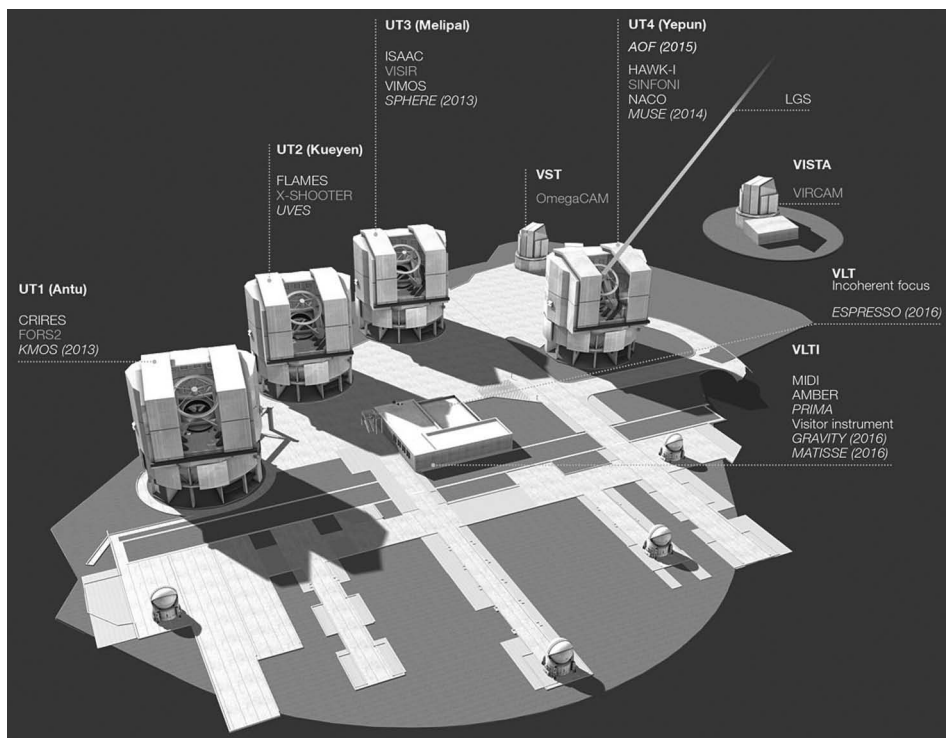 UT3 (Melipal)
ISAAC
VISIR
VIMOS
SPHERE (2013)
UT4 (Yepun)
AOF (2015)
HAWK-I
SINFONI
NACO
MUSE (2014)
LGS
UT2 (Kueyen)
FLAMES
X-SHOOTER
UVES
VST
OmegaCAM
VISTA
VIRCAM
UT1 (Antu)
CRIRES
FORS2
KMOS (2013)
VLT
Incoherent focus
ESPRESSO (2016)
VLTI
MIDI
AMBER
PRIMA
Visitor instrument
GRAVITY (2016)
MATISSE (2016)